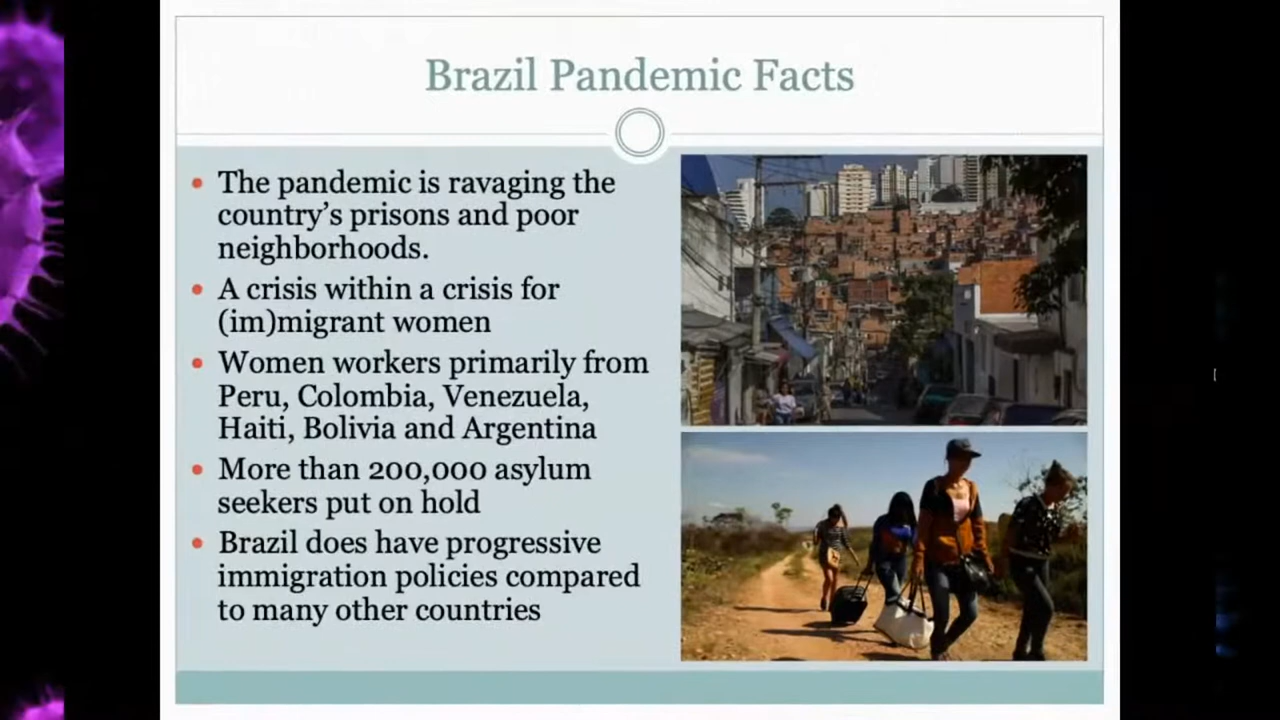 Brazil Pandemic Facts
• The pandemic is ravaging the
country’s prisons and poor
neighborhoods.
• A crisis within a crisis for
(im)migrant women
• Women workers primarily from
Peru, Colombia, Venezuela,
Haiti, Bolivia and Argentina
• More than 200,000 asylum
seekers put on hold
• Brazil does have progressive
immigration policies compared
to many other countries